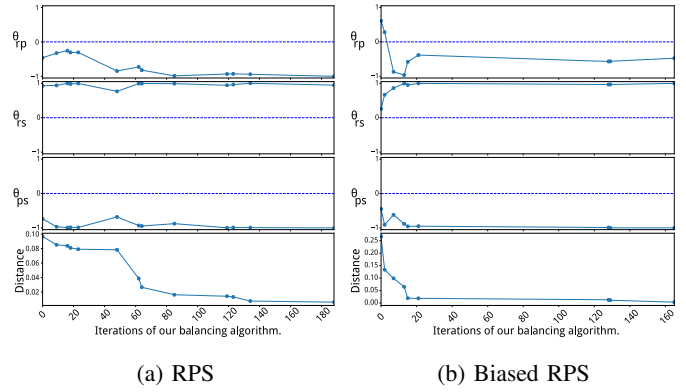 1
θrp 0
−1
1
θrs 0
−1
1
θps 0
−1
0.10
0.08
0.06
0.04
0.02
Distance
0 20 40 60 80 100 120 140 160 180
Iterations of our balancing algorithm.
(a) RPS
1
θrp 0
−1
1
θrs 0
−1
1
θps 0
−1
0.25
0.20
0.15
0.10
0.05
0.00
Distance
0 20 40 60 80 100 120 140 160
Iterations of our balancing algorithm.
(b) Biased RPS